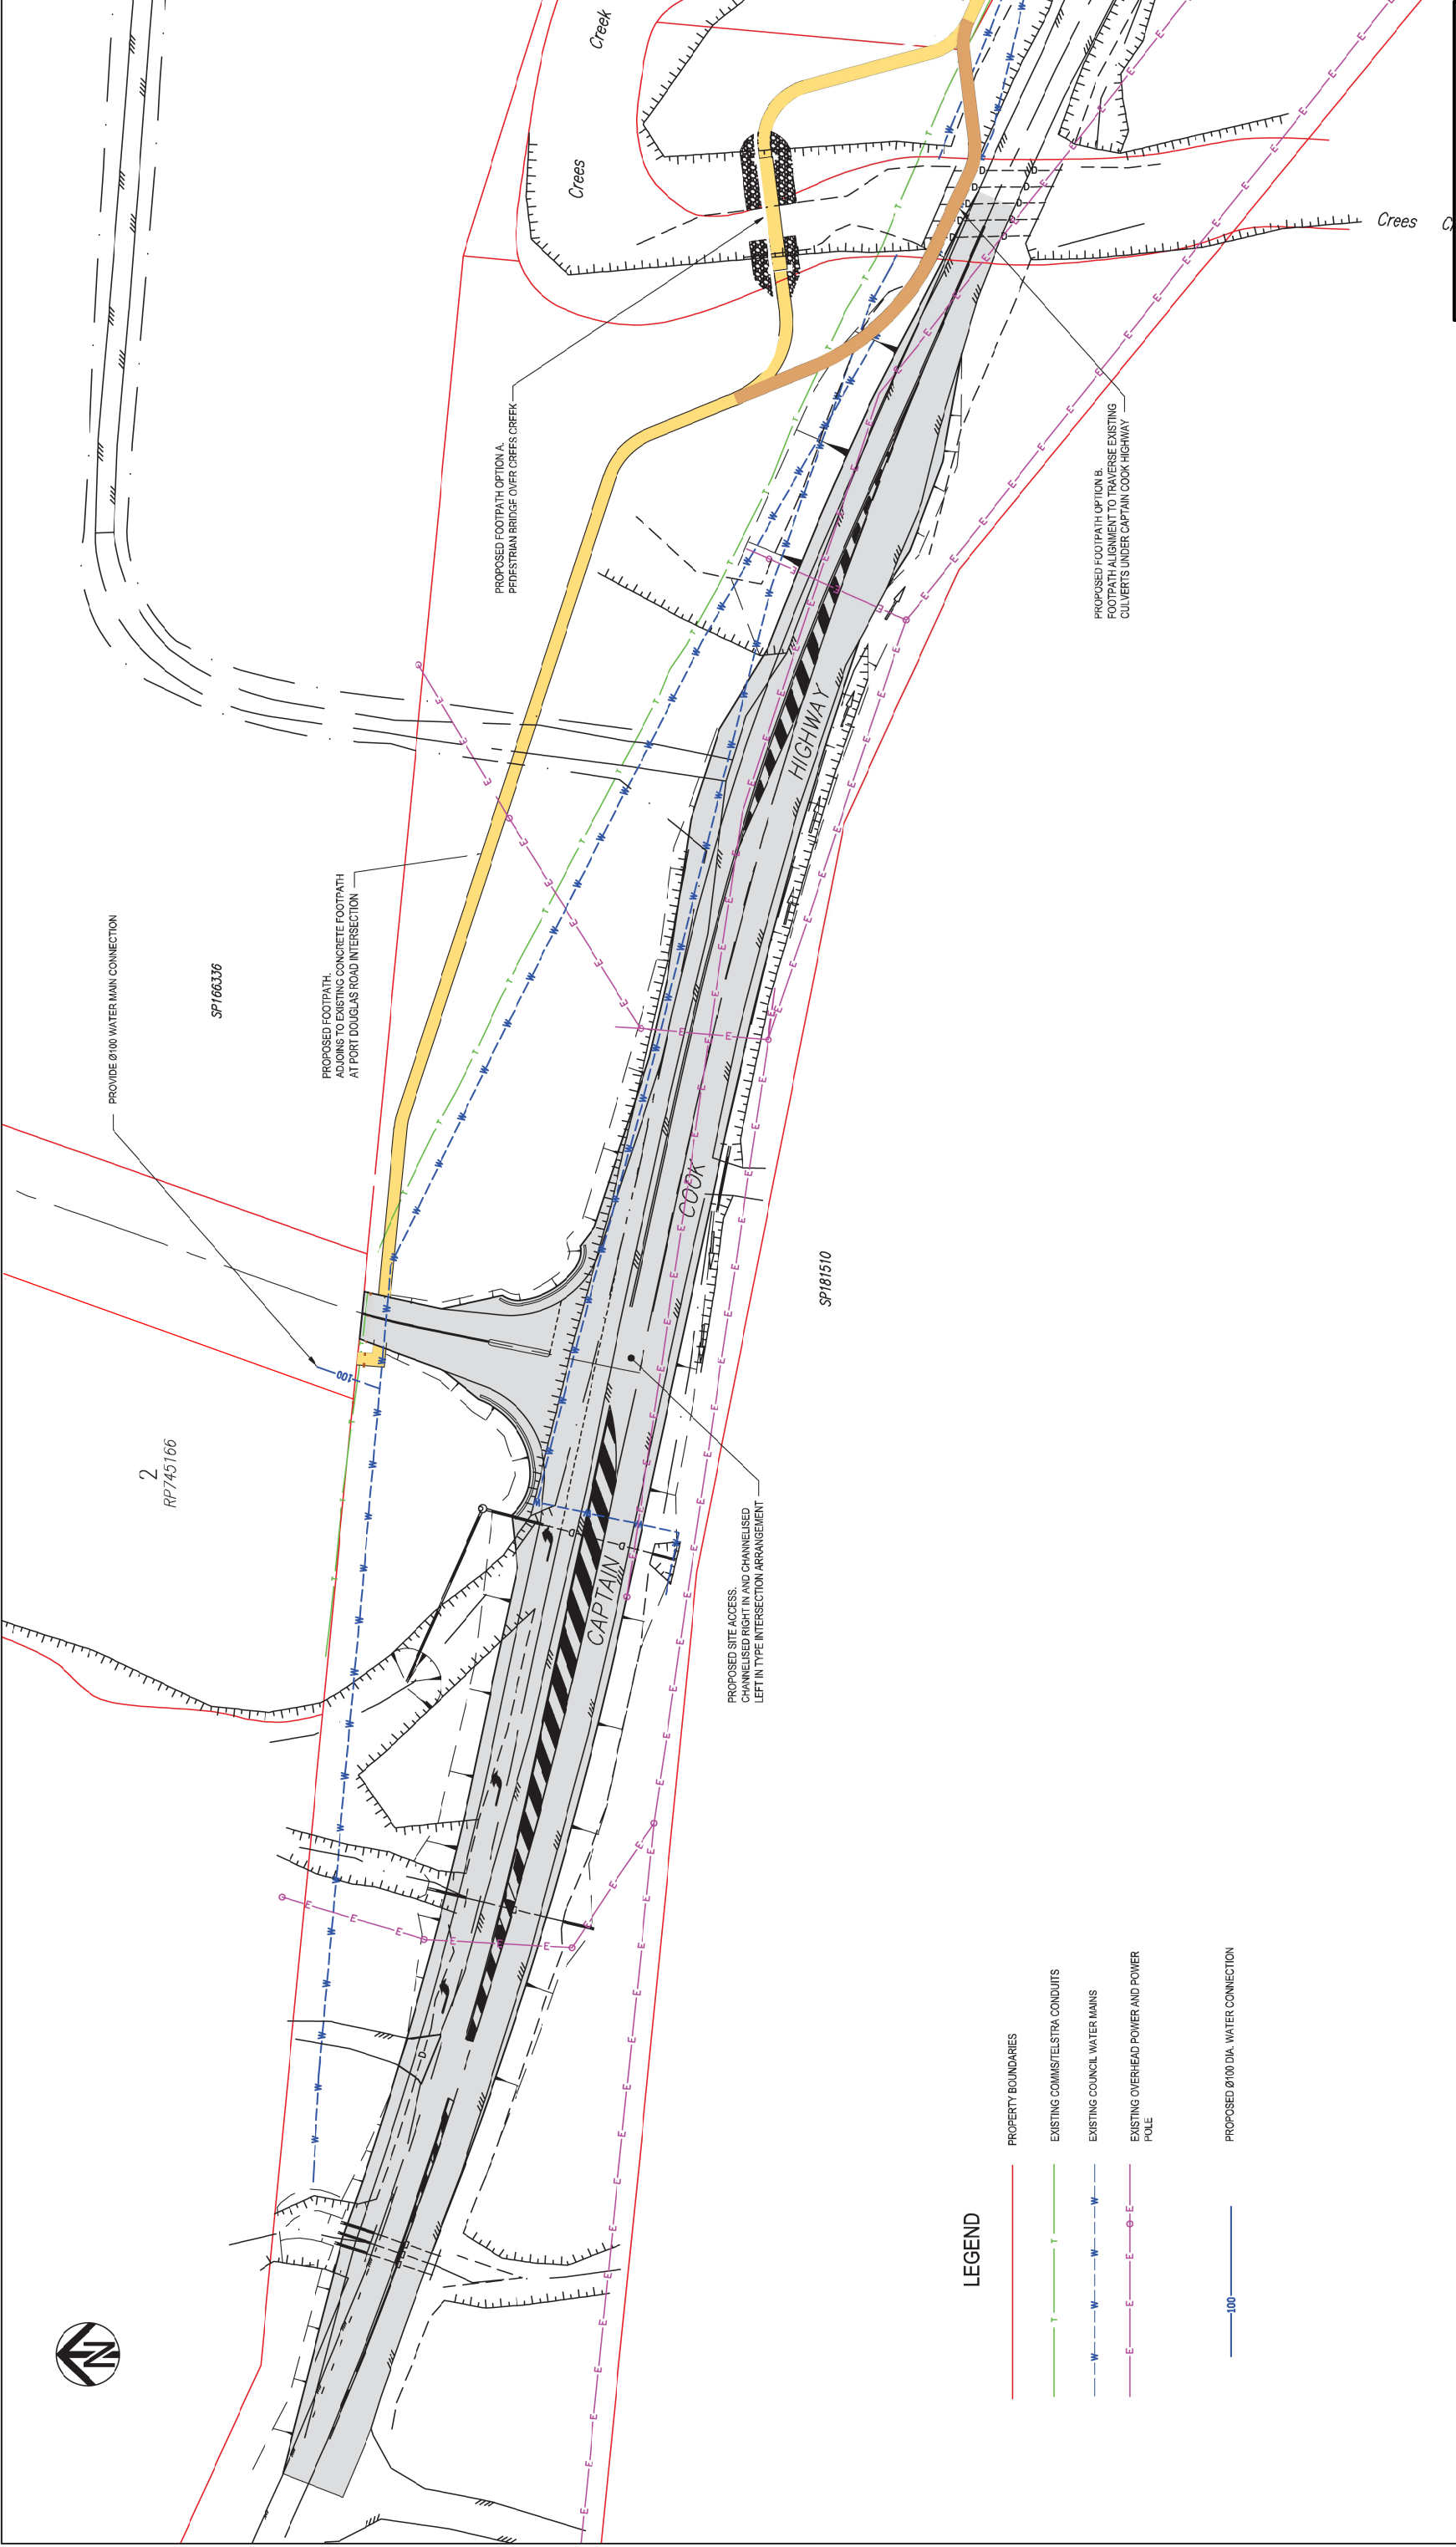 PROVIDE Ø100 WATER MAIN CONNECTION
SP166336
2
RP745166
PROPOSED FOOTPATH.
ADJOINS TO EXISTING CONCRETE FOOTPATH
AT PORT DOUGLAS ROAD INTERSECTION
100
PROPOSED FOOTPATH OPTION A.
PEDESTRIAN BRIDGE OVER CREES CREEK
Crees
Creek
CAPTAIN
COOK
HIGHWAY
PROPOSED SITE ACCESS.
CHANNELISED RIGHT IN AND CHANNELISED
LEFT IN TYPE INTERSECTION ARRANGEMENT
SP181510
PROPOSED FOOTPATH OPTION B.
FOOTPATH ALIGNMENT TO TRAVERSE EXISTING
CULVERTS UNDER CAPTAIN COOK HIGHWAY
Crees
N
LEGEND
PROPERTY BOUNDARIES
T T EXISTING COMMS/TELSTRA CONDUITS
W W W W EXISTING COUNCIL WATER MAINS
E E E EXISTING OVERHEAD POWER AND POWER
POLE
100 PROPOSED Ø100 DIA. WATER CONNECTION